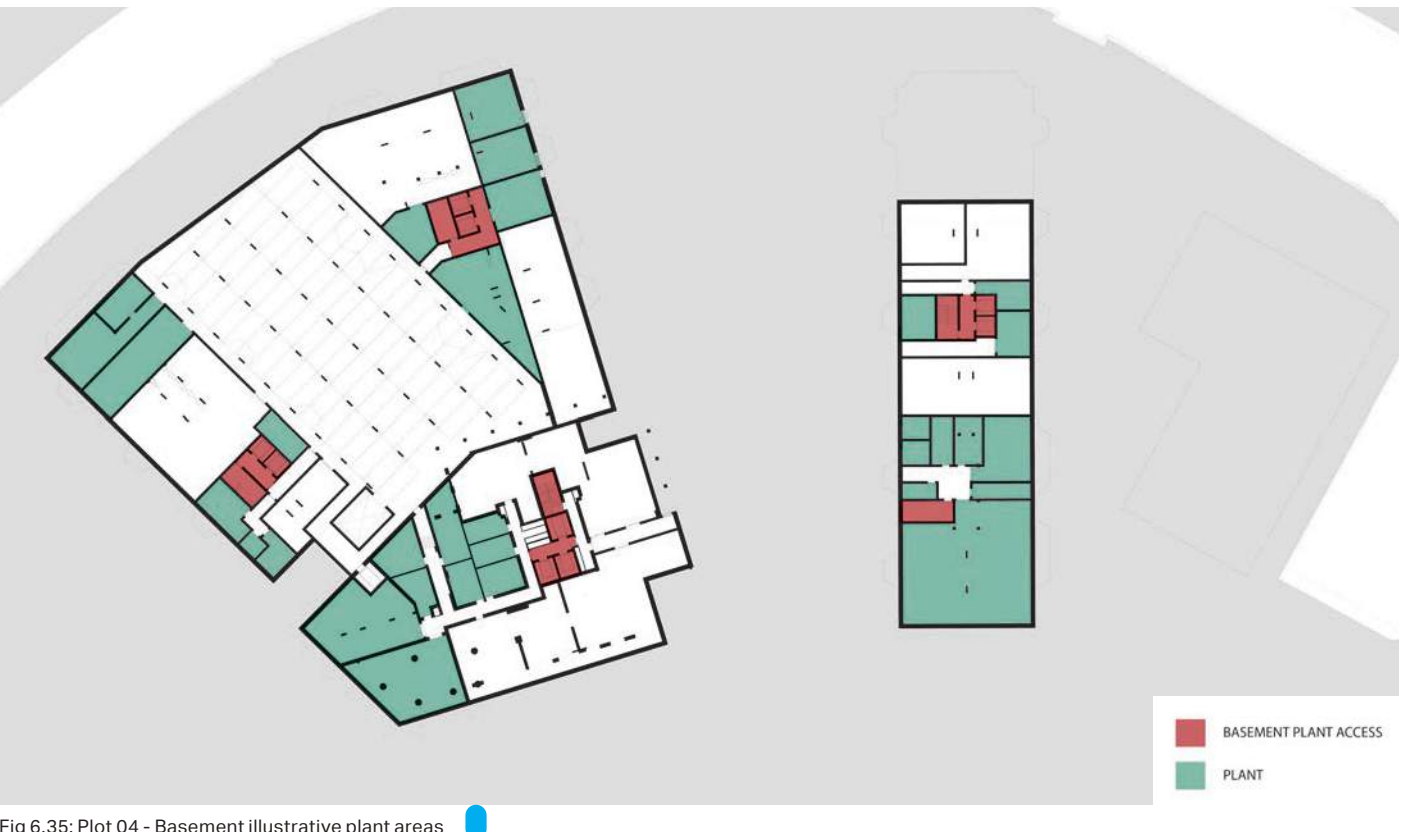 BASEMENT PLANT ACCESS
PLANT
Fig 6.35: Plot 04 - Basement illustrative plant areas